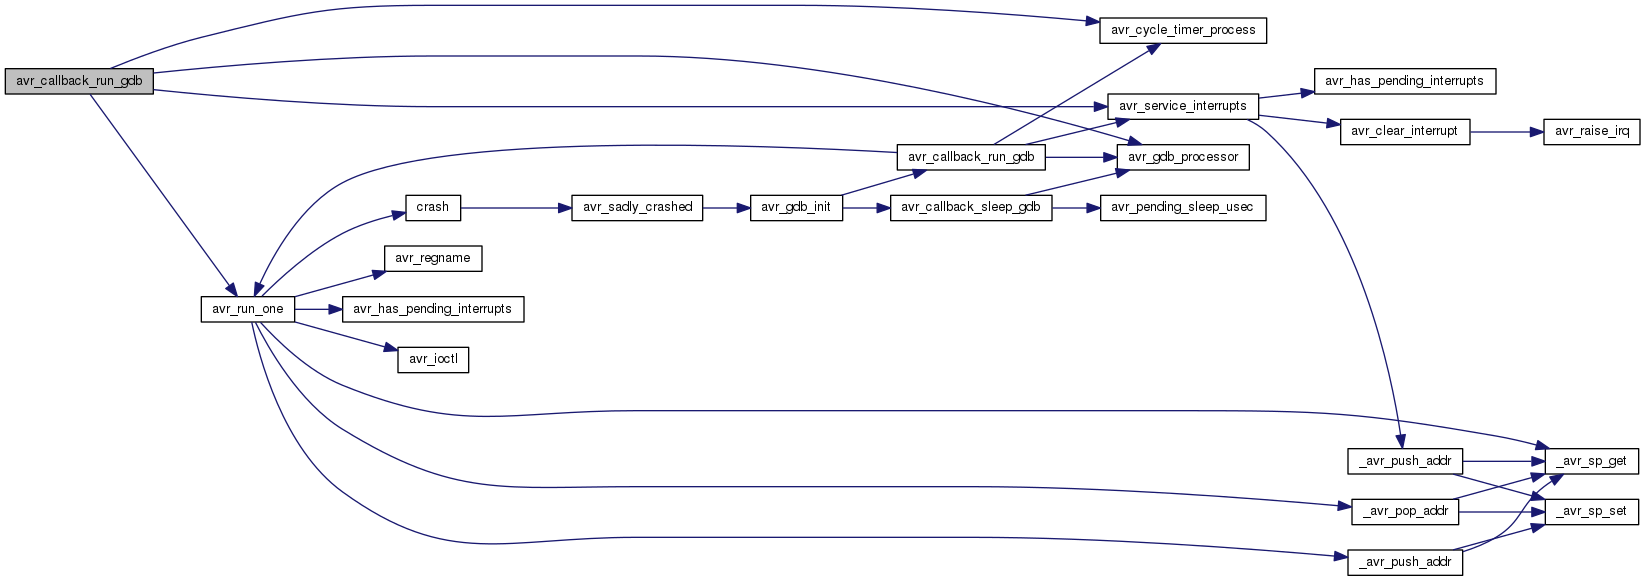 avr_cycle_timer_process
avr_callback_run_gdb
avr_has_pending_interrupts
avr_service_interrupts
avr_clear_interrupt
avr_raise_irq
avr_callback_run_gdb
avr_gdb_processor
crash
avr_sadly_crashed
avr_gdb_init
avr_callback_sleep_gdb
avr_pending_sleep_usec
avr_regname
avr_run_one
avr_has_pending_interrupts
avr_ioctl
_avr_push_addr
_avr_sp_get
_avr_pop_addr
_avr_sp_set
_avr_push_addr